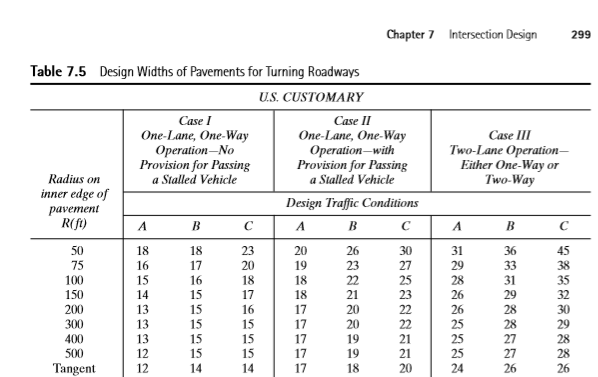 Chapter 7 Intersection Design 299
Table 7.5 Design Widths of Pavements for Turning Roadways
U.S. CUSTOMARY
Radius on
inner edge of
pavement
R(ft)
Case I
One-Lane, One-Way
Operation—No
Provision for Passing
a Stalled Vehicle
Case II
One-Lane, One-Way
Operation—with
Provision for Passing
a Stalled Vehicle
Case III
Two-Lane Operation—
Either One-Way or
Two-Way
Design Traffic Conditions
A B C A B C A B C
50 18 18 23 20 26 30 31 36 45
75 16 17 20 19 23 27 29 33 38
100 15 16 18 18 22 25 28 31 35
150 14 15 17 18 21 23 26 29 32
200 13 15 16 17 20 22 26 28 30
300 13 15 15 17 20 22 25 28 29
400 13 15 15 17 19 21 25 27 28
500 12 15 15 17 19 21 25 27 28
Tangent 12 14 14 17 18 20 24 26 26